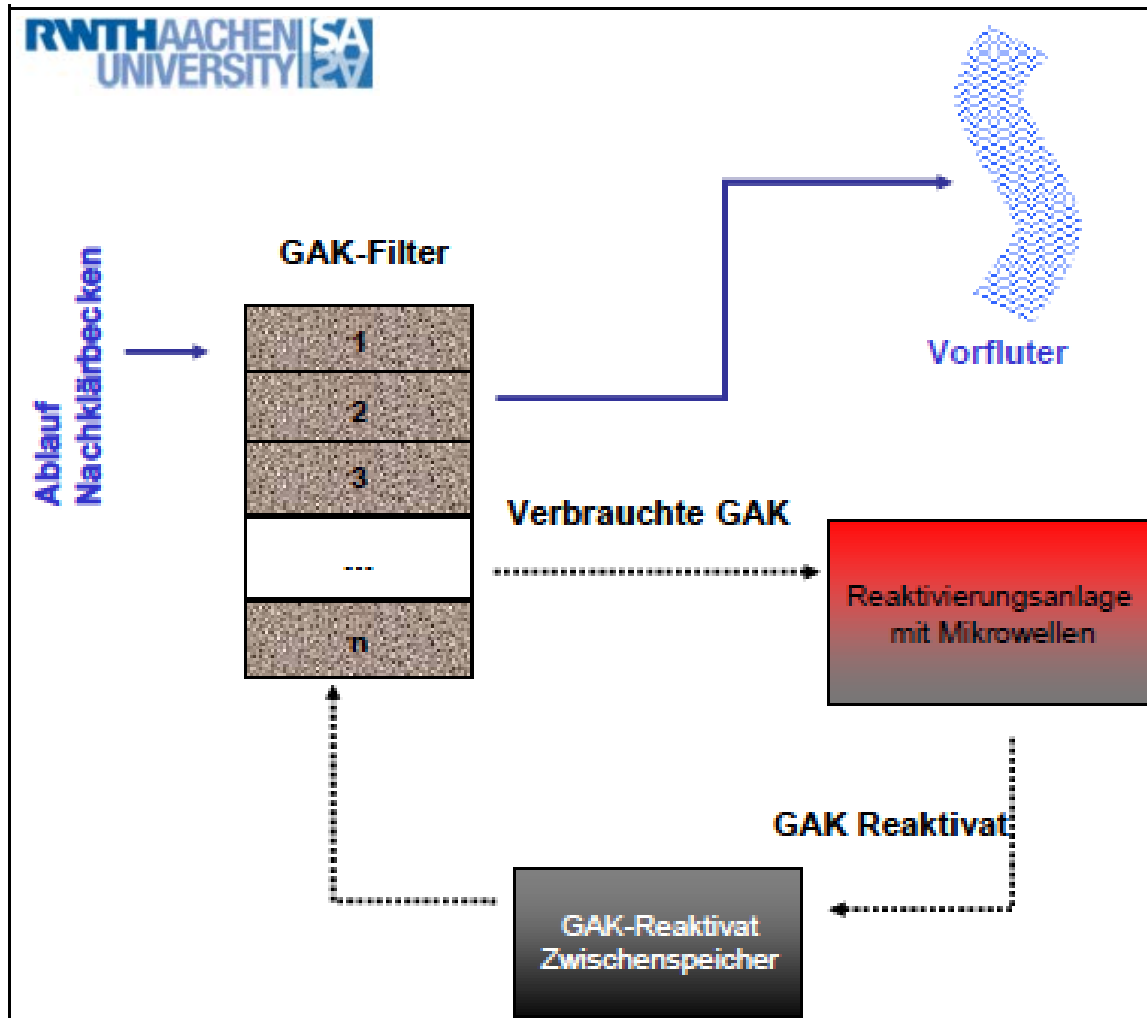 RWTHAACHEN
UNIVERSITY
ISA
GAK-Filter
Ablauf
Nachklärbecken
1
2
3
---
n
Vorfluter
Verbrauchte GAK
Reaktivierungsanlage
mit Mikrowellen
GAK Reaktivat
GAK-Reaktivat
Zwischenspeicher